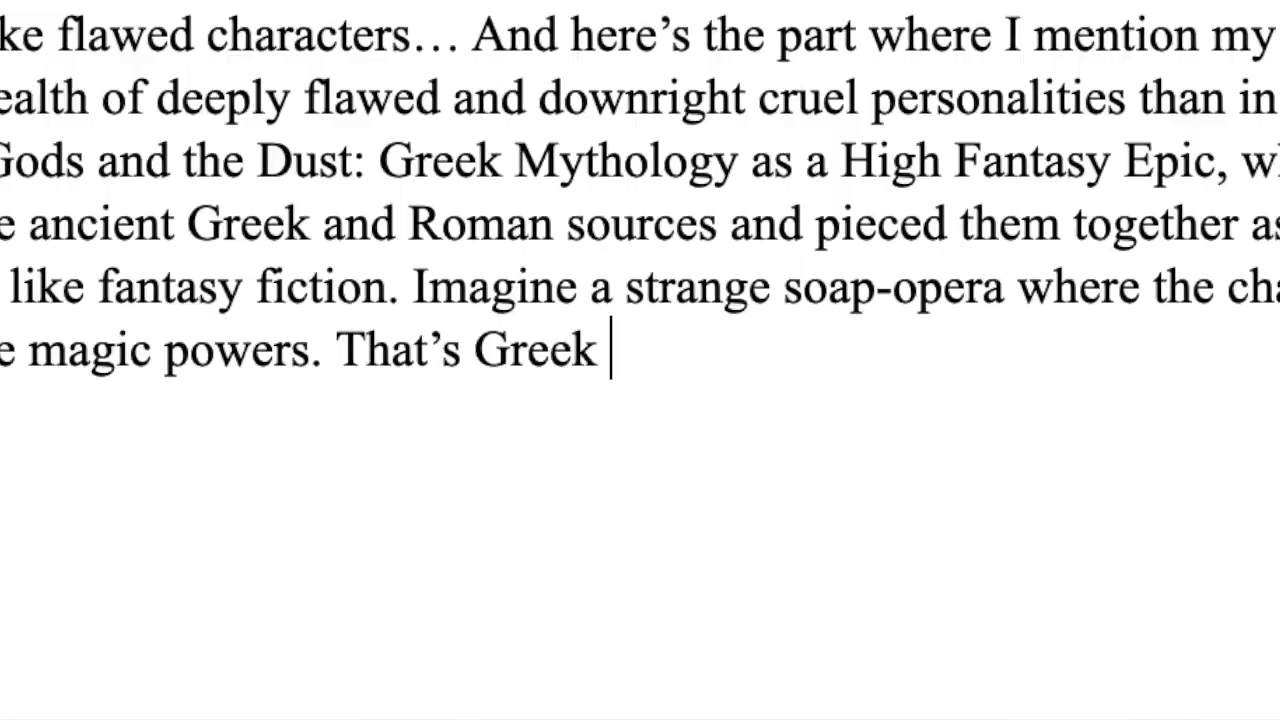 ke flawed characters… And here’s the part where I mention my
ealth of deeply flawed and downright cruel personalities than in
Gods and the Dust: Greek Mythology as a High Fantasy Epic, wh
e ancient Greek and Roman sources and pieced them together as
like fantasy fiction. Imagine a strange soap-opera where the cha
e magic powers. That’s Greek